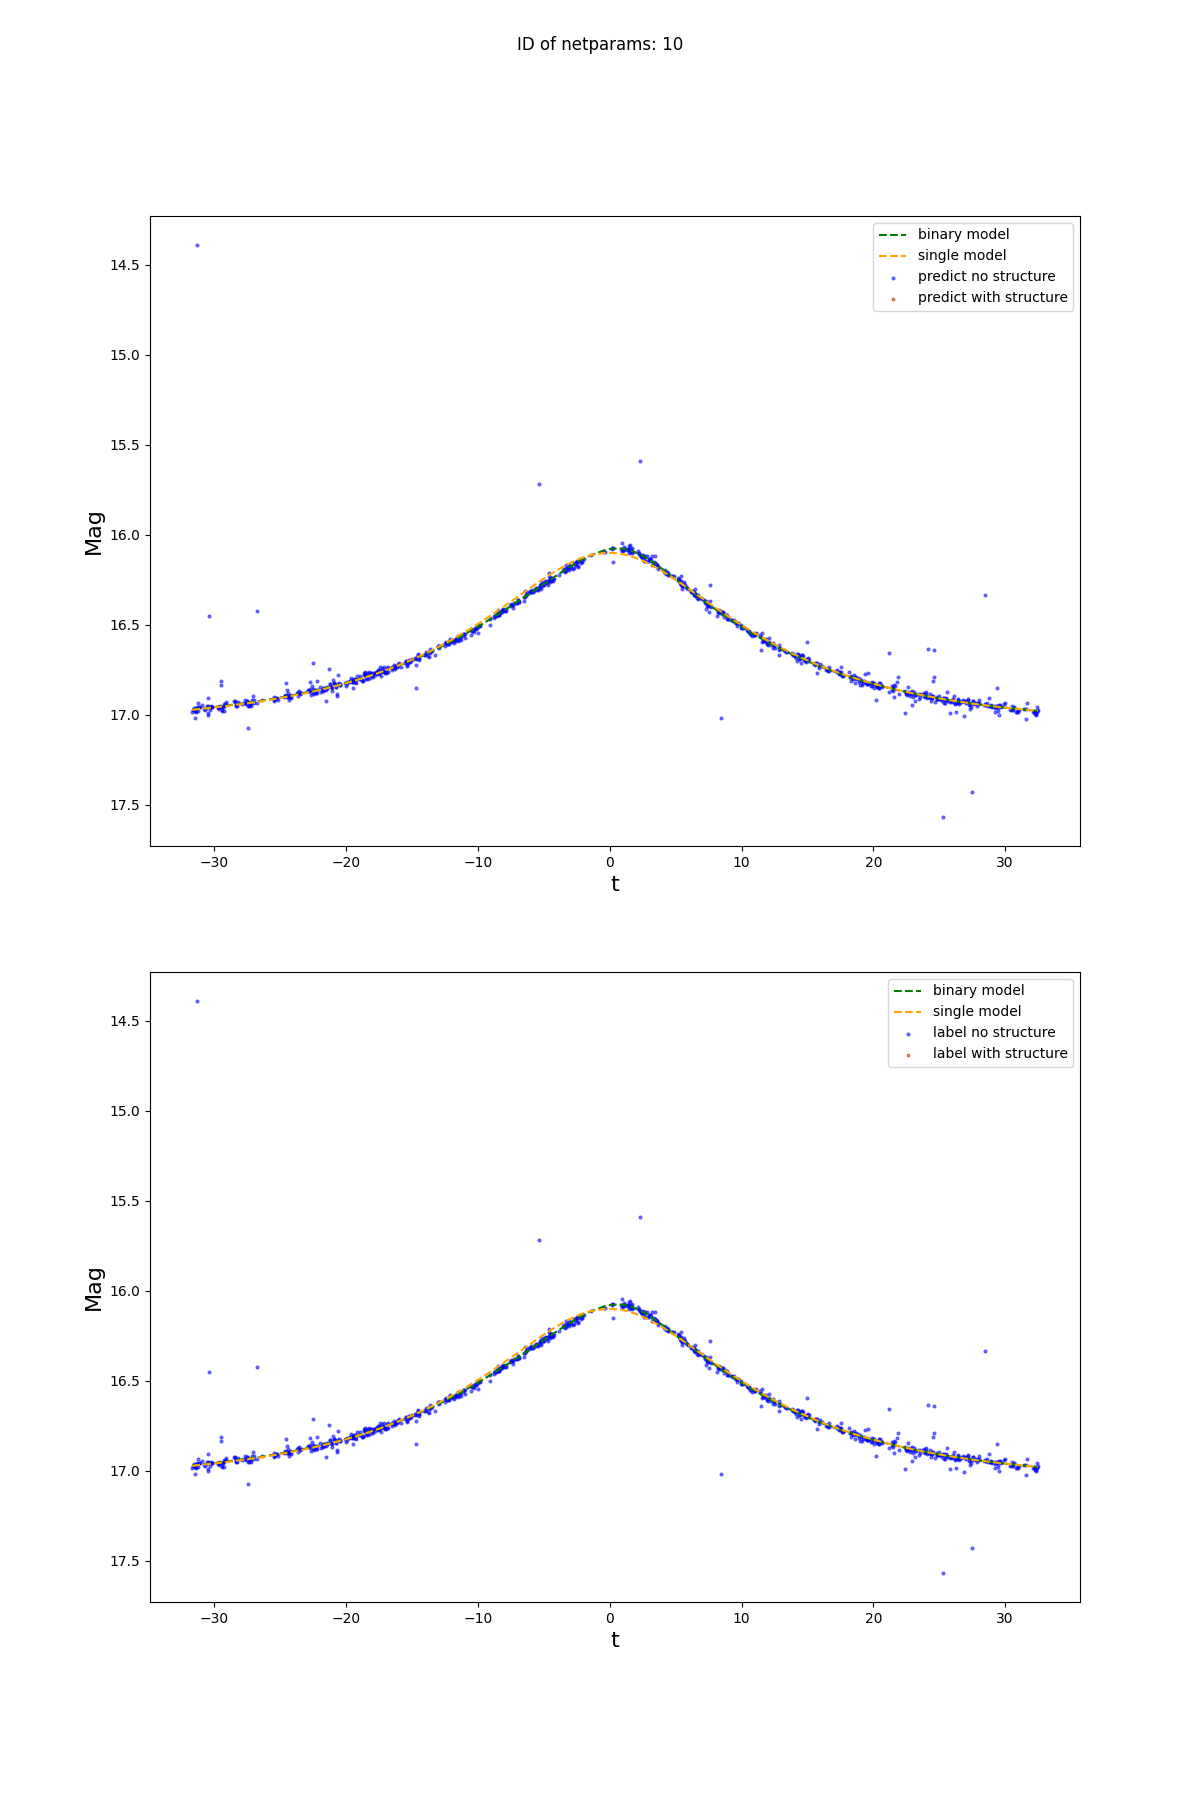 ID of netparams: 10
binary model
single model
predict no structure
predict with structure
14.5
15.0
15.5
16.0
16.5
17.0
17.5
Mag
−30
−20
−10
0
10
20
30
t
binary model
single model
label no structure
label with structure
14.5
15.0
15.5
16.0
16.5
17.0
17.5
Mag
−30
−20
−10
0
10
20
30
t